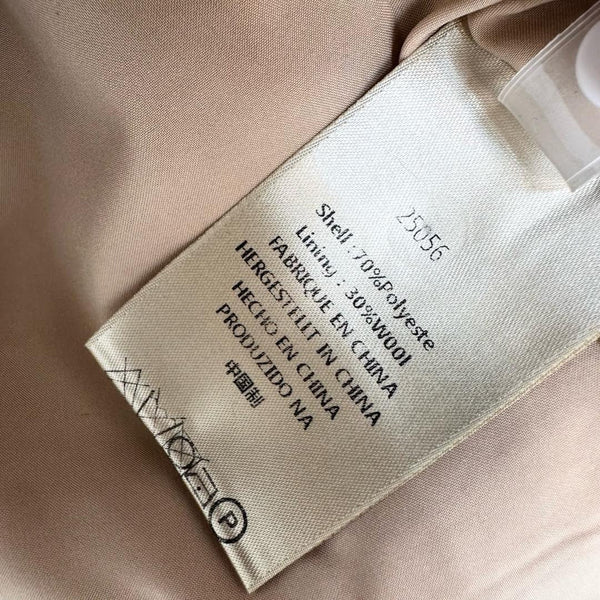 25056
Shell :70%Polyeste
Lining : 30%Wool
FABRIQUE EN CHINA
HERGESTELLT IN CHINA
HECHO EN CHINA
PRODUZIDO NA
中国制
P